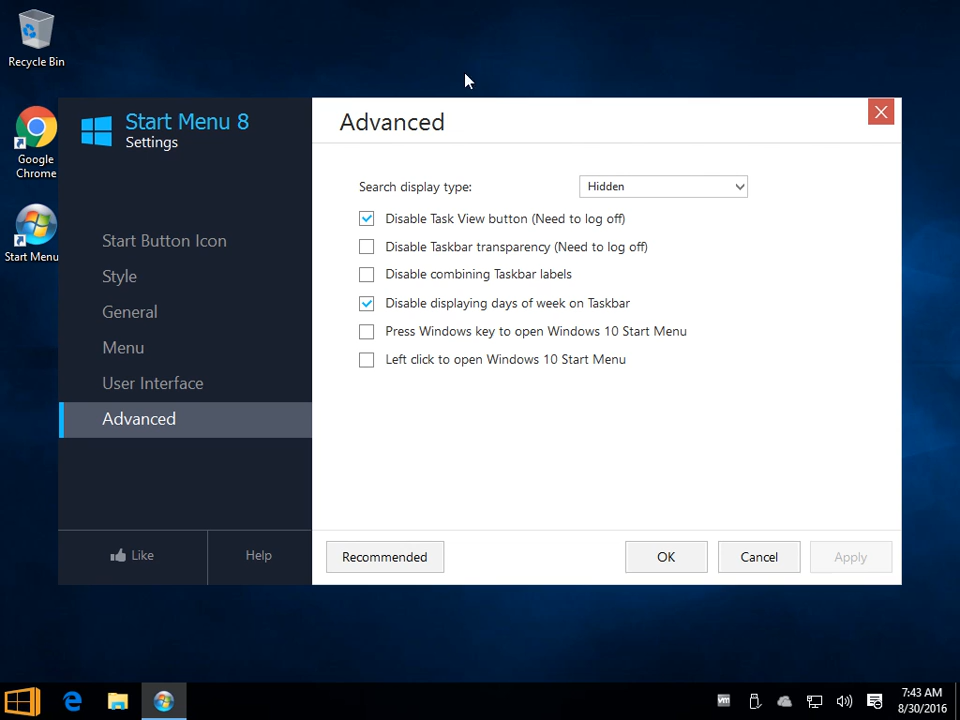 Recycle Bin
Google
Chrome
Start Menu
Start Menu 8
Settings
Start Button Icon
Style
General
Menu
User Interface
Advanced
Like
Help
Advanced
Search display type:
Hidden
Disable Task View button (Need to log off)
Disable Taskbar transparency (Need to log off)
Disable combining Taskbar labels
Disable displaying days of week on Taskbar
Press Windows key to open Windows 10 Start Menu
Left click to open Windows 10 Start Menu
Recommended
OK
Cancel
Apply
vm
7:43 AM
8/30/2016